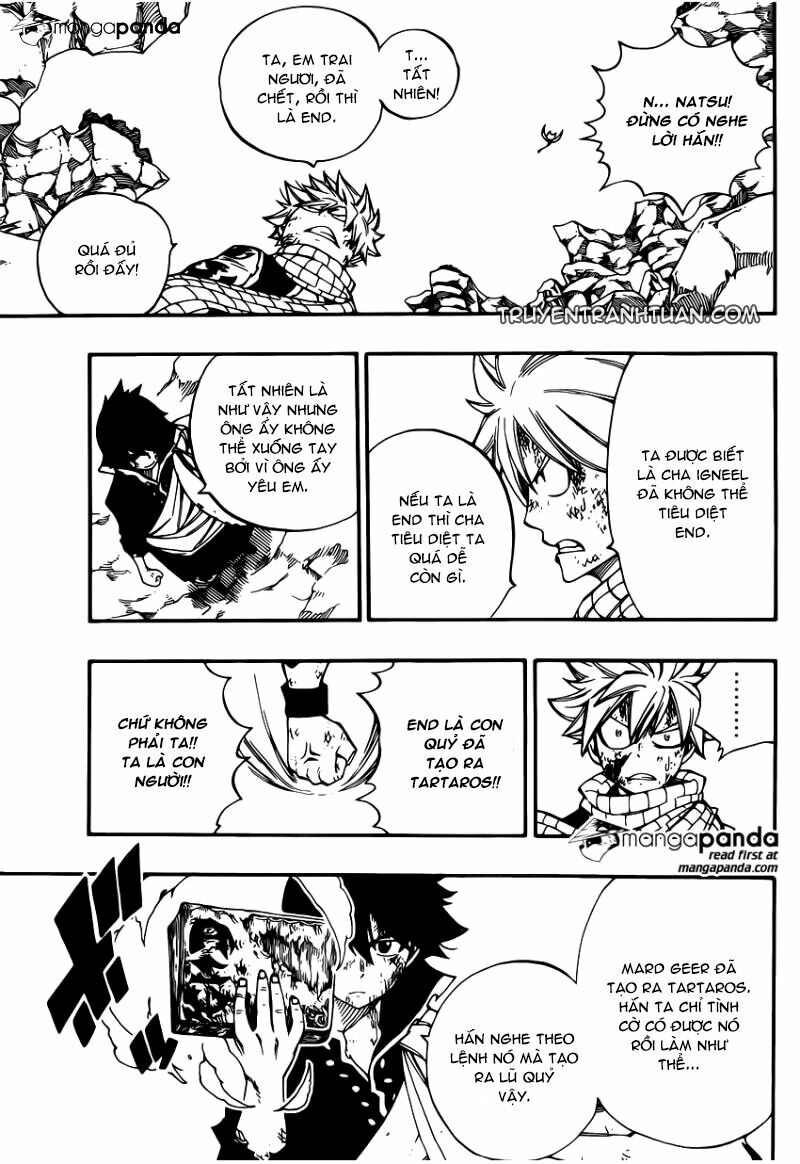 mangapanda
N... NATSU!
ĐỪNG CÓ NGHE
LỜI HẮN!!
T...
TẤT
NHIÊN!
TA, EM TRAI
NGƯƠI, ĐÃ
CHẾT, RỒI THÌ
LÀ END.
QUÁ ĐỦ
RỒI ĐẤY!
TRUYENTRANHTUAN.COM
TA ĐƯỢC BIẾT
LÀ CHA IGNEEL
ĐÃ KHÔNG THỂ
TIÊU DIỆT
END.
NẾU TA LÀ
END THÌ CHA
TIÊU DIỆT TA
QUÁ DỄ
CÒN GÌ.
TẤT NHIÊN LÀ
NHƯ VẬY NHƯNG
ÔNG ẤY KHÔNG
THỂ XUỐNG TAY
BỞI VÌ ÔNG ẤY
YÊU EM.
.......
END LÀ CON
QUỶ ĐÃ
TẠO RA
TARTAROS!!
CHỨ KHÔNG
PHẢI TA!!
TA LÀ CON
NGƯỜI!!
mangapanda
read first at
mangapanda.com
MARD GEER ĐÃ
TẠO RA TARTAROS.
HẮN TA CHỈ TÌNH
CỜ CÓ ĐƯỢC NÓ
RỒI LÀM NHƯ
THẾ...
HẮN NGHE THEO
LỆNH NÓ MÀ TẠO
RA LŨ QUỶ
VẬY.